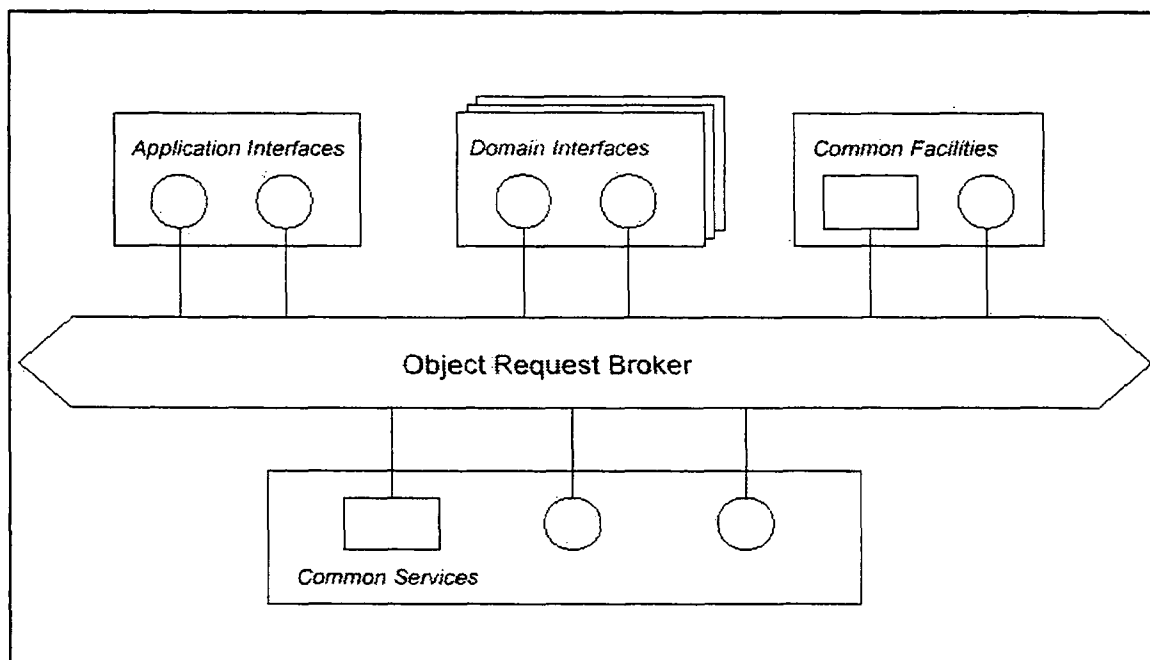 Application Interfaces
Domain Interfaces
Common Facilities
Object Request Broker
Common Services